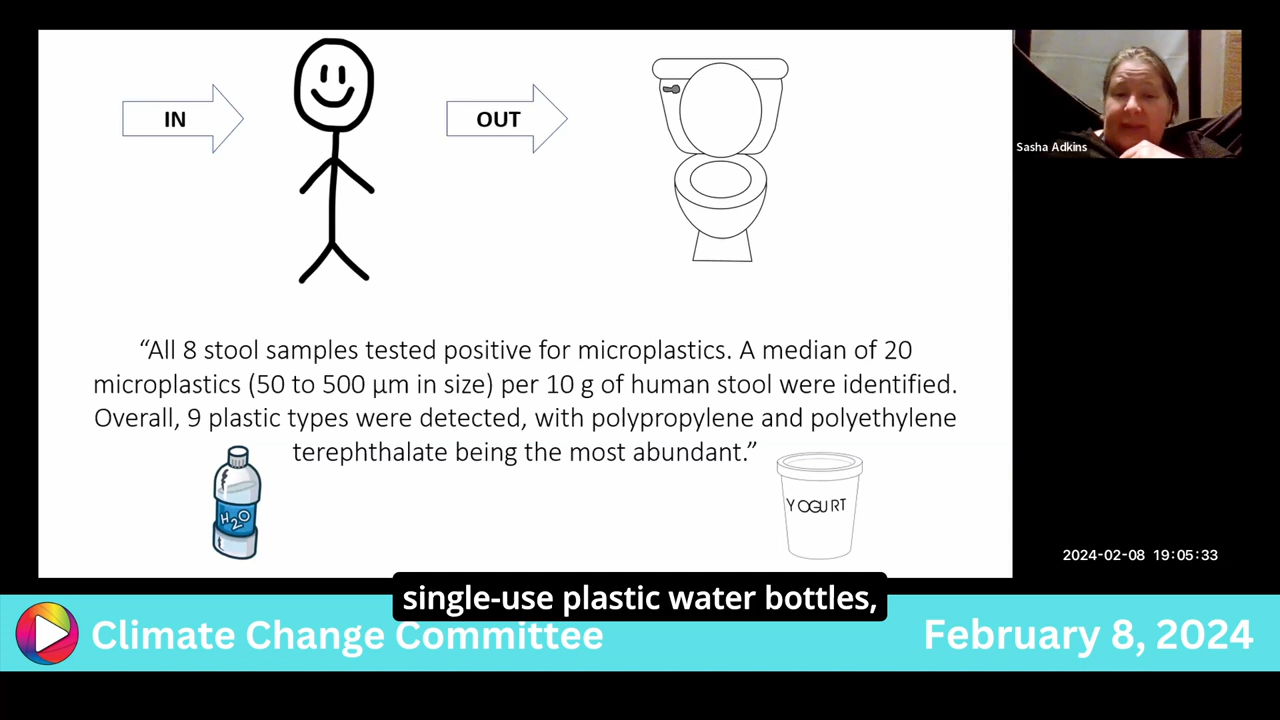 IN
OUT
Sasha Adkins
“All 8 stool samples tested positive for microplastics. A median of 20
microplastics (50 to 500 µm in size) per 10 g of human stool were identified.
Overall, 9 plastic types were detected, with polypropylene and polyethylene
terephthalate being the most abundant.”
H2O
YOGURT
2024-02-08 19:05:33
single-use plastic water bottles,
Climate Change Committee
February 8, 2024